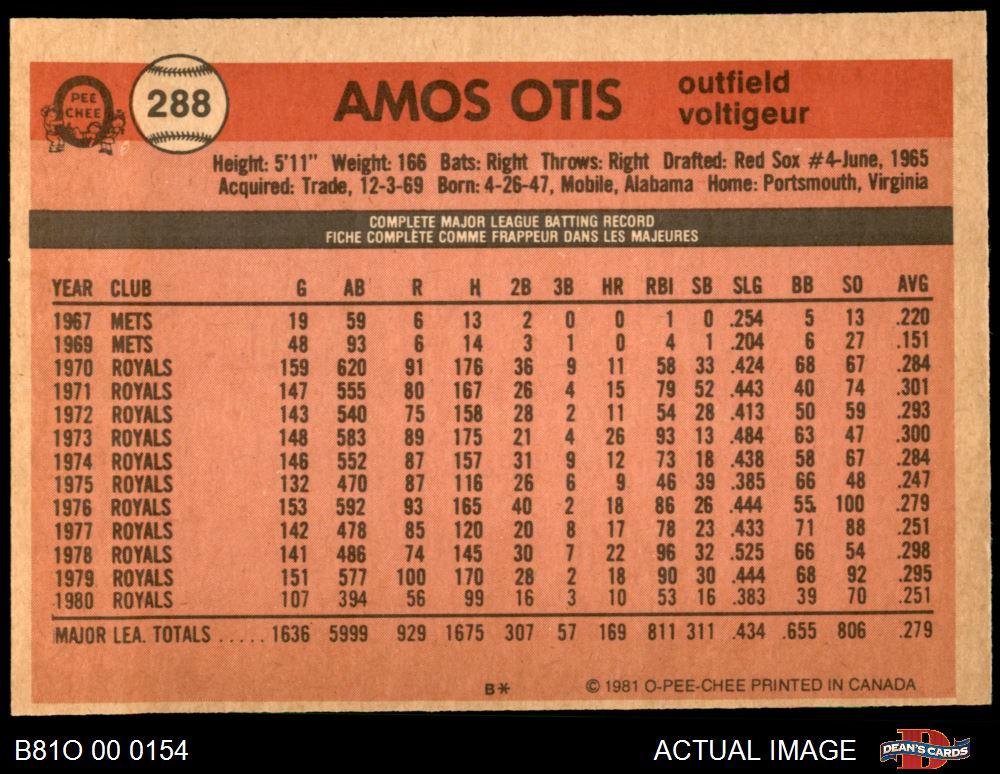 PEE
CHEE
288
AMOS OTIS
outfield
voltigeur
Height: 5'11" Weight: 166 Bats: Right Throws: Right Drafted: Red Sox #4-June, 1965
Acquired: Trade, 12-3-69 Born: 4-26-47, Mobile, Alabama Home: Portsmouth, Virginia
COMPLETE MAJOR LEAGUE BATTING RECORD
FICHE COMPLÈTE COMME FRAPPEUR DANS LES MAJEURES
YEAR CLUB G AB R H 2B 3B HR RBI SB SLG BB SO AVG
1967 METS 19 59 6 13 2 0 0 1 0 .254 5 13 .220
1969 METS 48 93 6 14 3 1 0 4 1 .204 6 27 .151
1970 ROYALS 159 620 91 176 36 9 11 58 33 .424 68 67 .284
1971 ROYALS 147 555 80 167 26 4 15 79 52 .443 40 74 .301
1972 ROYALS 143 540 75 158 28 2 11 54 28 .413 50 59 .293
1973 ROYALS 148 583 89 175 21 4 26 93 13 .484 63 47 .300
1974 ROYALS 146 552 87 157 31 9 12 73 18 .438 58 67 .284
1975 ROYALS 132 470 87 116 26 6 9 46 39 .385 66 48 .247
1976 ROYALS 153 592 93 165 40 2 18 86 26 .444 55 100 .279
1977 ROYALS 142 478 85 120 20 8 17 78 23 .433 71 88 .251
1978 ROYALS 141 486 74 145 30 7 22 96 32 .525 66 54 .298
1979 ROYALS 151 577 100 170 28 2 18 90 30 .444 68 92 .295
1980 ROYALS 107 394 56 99 16 3 10 53 16 .383 39 70 .251
MAJOR LEA. TOTALS ..... 1636 5999 929 1675 307 57 169 811 311 .434 .655 806 .279
B* © 1981 O-PEE-CHEE PRINTED IN CANADA
B81O 00 0154
ACTUAL IMAGE
DEAN'S CARDS